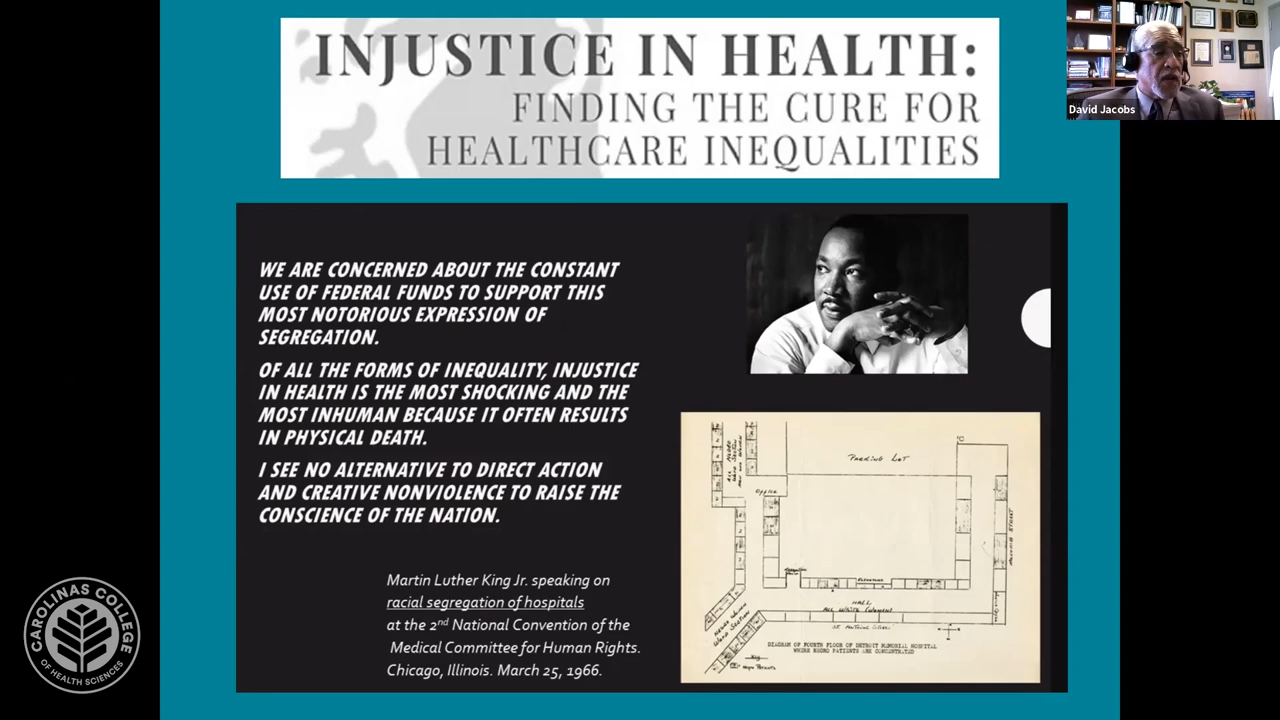 INJUSTICE IN HEALTH:
FINDING THE CURE FOR
HEALTHCARE INEQUALITIES
David Jacobs
WE ARE CONCERNED ABOUT THE CONSTANT
USE OF FEDERAL FUNDS TO SUPPORT THIS
MOST NOTORIOUS EXPRESSION OF
SEGREGATION.
OF ALL THE FORMS OF INEQUALITY, INJUSTICE
IN HEALTH IS THE MOST SHOCKING AND THE
MOST INHUMAN BECAUSE IT OFTEN RESULTS
IN PHYSICAL DEATH.
I SEE NO ALTERNATIVE TO DIRECT ACTION
AND CREATIVE NONVIOLENCE TO RAISE THE
CONSCIENCE OF THE NATION.
Martin Luther King Jr. speaking on
racial segregation of hospitals
at the 2nd National Convention of the
Medical Committee for Human Rights.
Chicago, Illinois. March 25, 1966.
PARKING LOT
OFFICE
HALL
ALL WHITE WOMEN
DIAGRAM OF FOURTH FLOOR OF DETROIT MEMORIAL HOSPITAL
WHERE NEGRO PATIENTS ARE CONCENTRATED
CAROLINAS COLLEGE
OF HEALTH SCIENCES